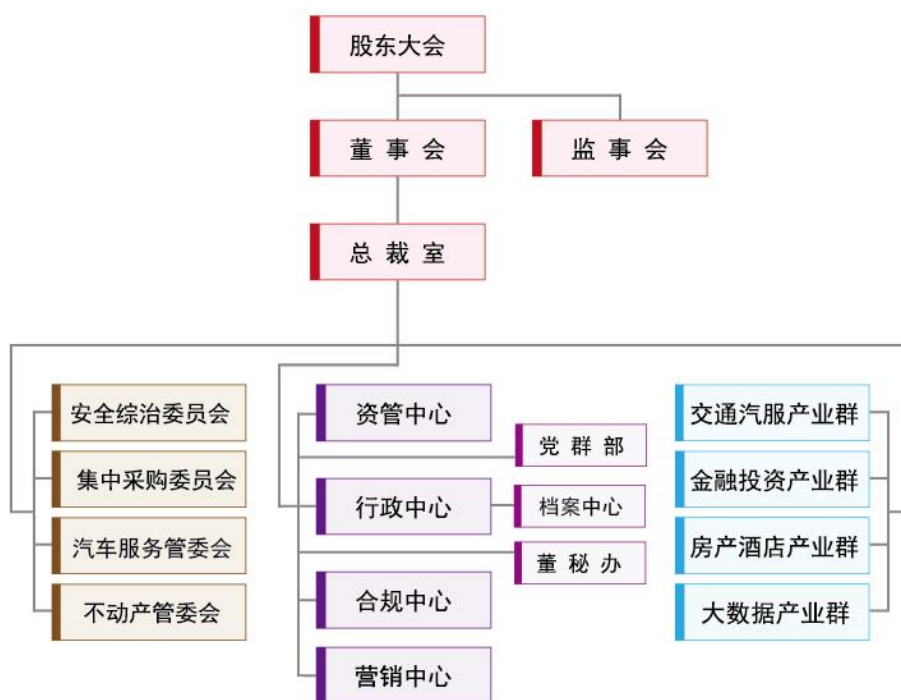 股东大会
董事会
监事会
总裁室
安全综治委员会
集中采购委员会
汽车服务管委会
不动产管委会
资管中心
党群部
行政中心
档案中心
董秘办
合规中心
营销中心
交通汽服产业群
金融投资产业群
房产酒店产业群
大数据产业群